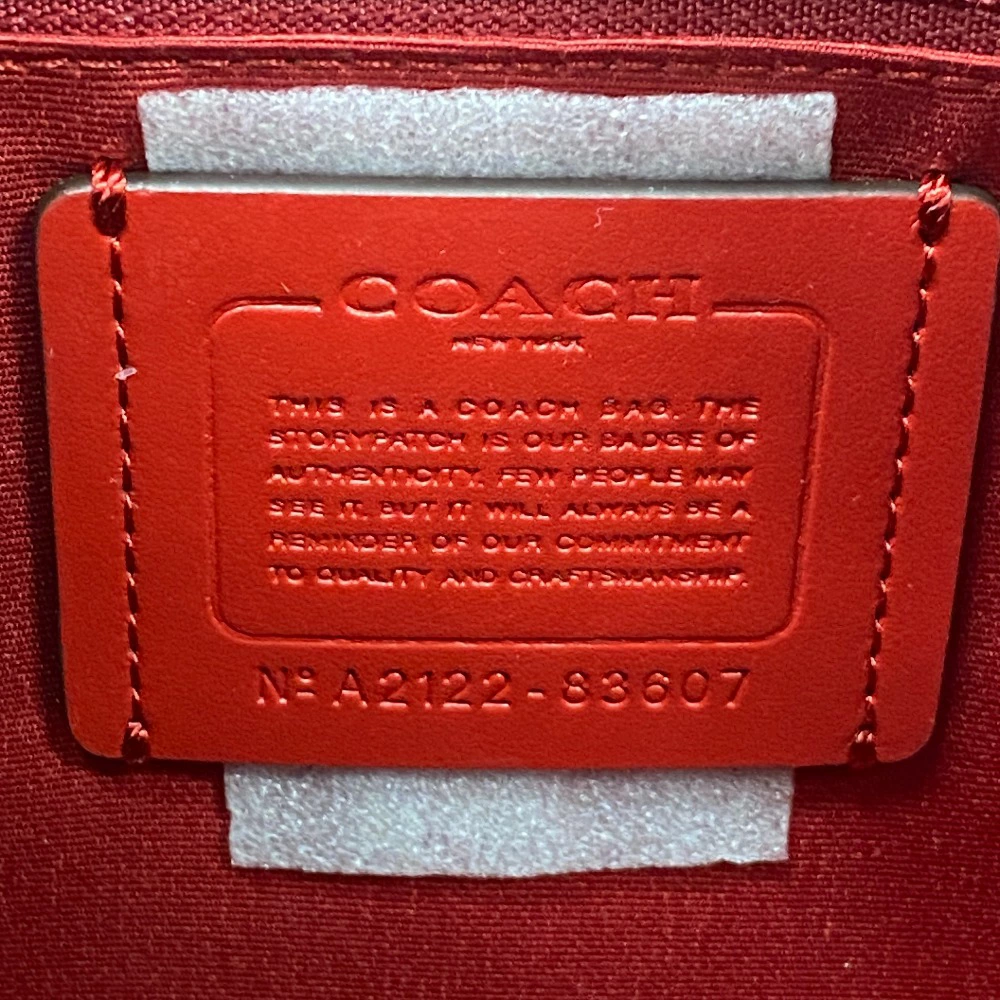 COACH
NEW YORK
THIS IS A COACH BAG. THE
STORYPATCH IS OUR BADGE OF
AUTHENTICITY. FEW PEOPLE MAY
SEE IT, BUT IT WILL ALWAYS BE A
REMINDER OF OUR COMMITMENT
TO QUALITY AND CRAFTSMANSHIP.
Nº A2122-83607